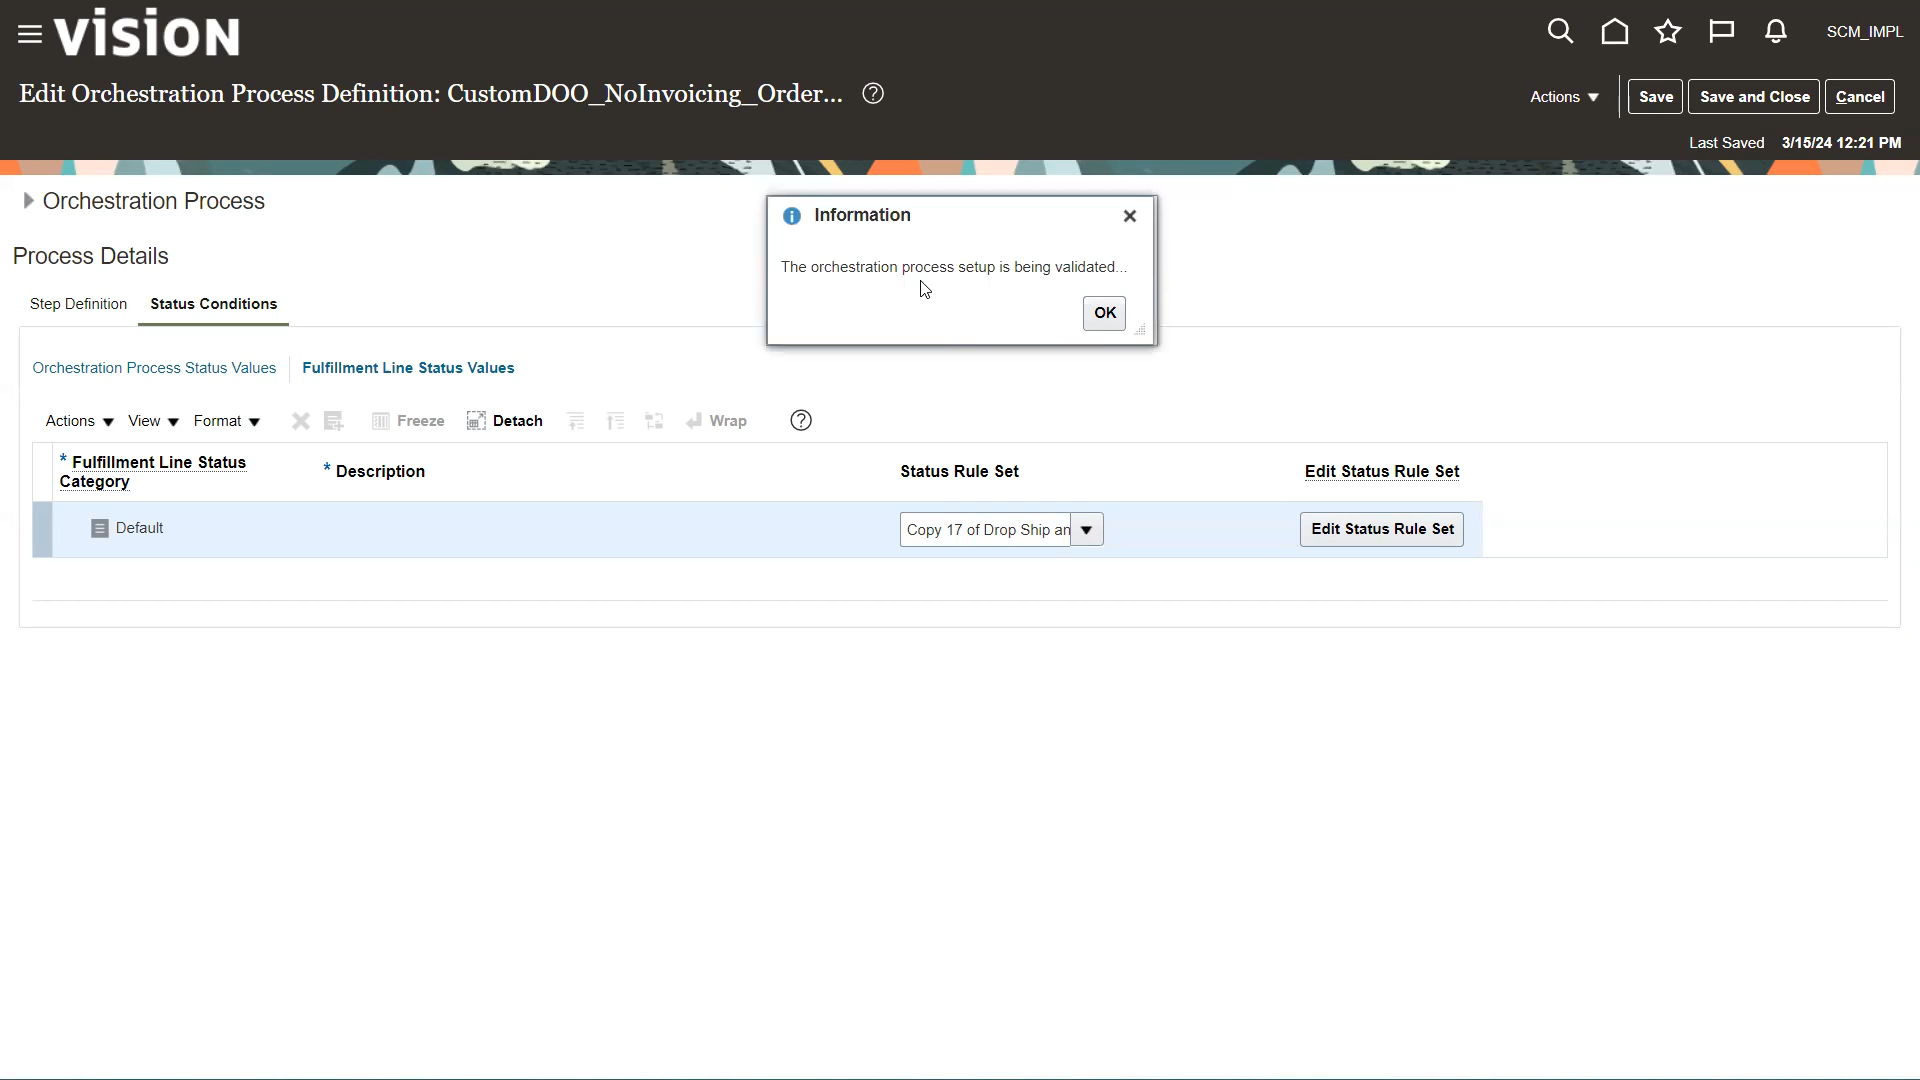 vision
SCM_IMPL
Edit Orchestration Process Definition: CustomDOO_NoInvoicing_Order... ?
Actions Save Save and Close Cancel
Last Saved 3/15/24 12:21 PM
Orchestration Process
Information
Process Details
The orchestration process setup is being validated...
OK
Step Definition Status Conditions
Orchestration Process Status Values Fulfillment Line Status Values
Actions View Format Freeze Detach Wrap ?
* Fulfillment Line Status
Category
* Description
Status Rule Set
Edit Status Rule Set
Default
Copy 17 of Drop Ship an
Edit Status Rule Set